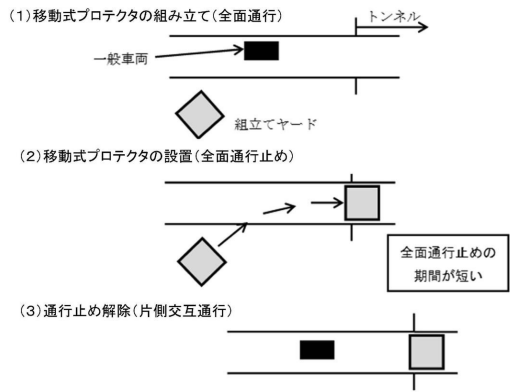 (1)移動式プロテクタの組み立て(全面通行)
トンネル
一般車両
組立てヤード
(2)移動式プロテクタの設置(全面通行止め)
全面通行止めの
期間が短い
(3)通行止め解除(片側交互通行)